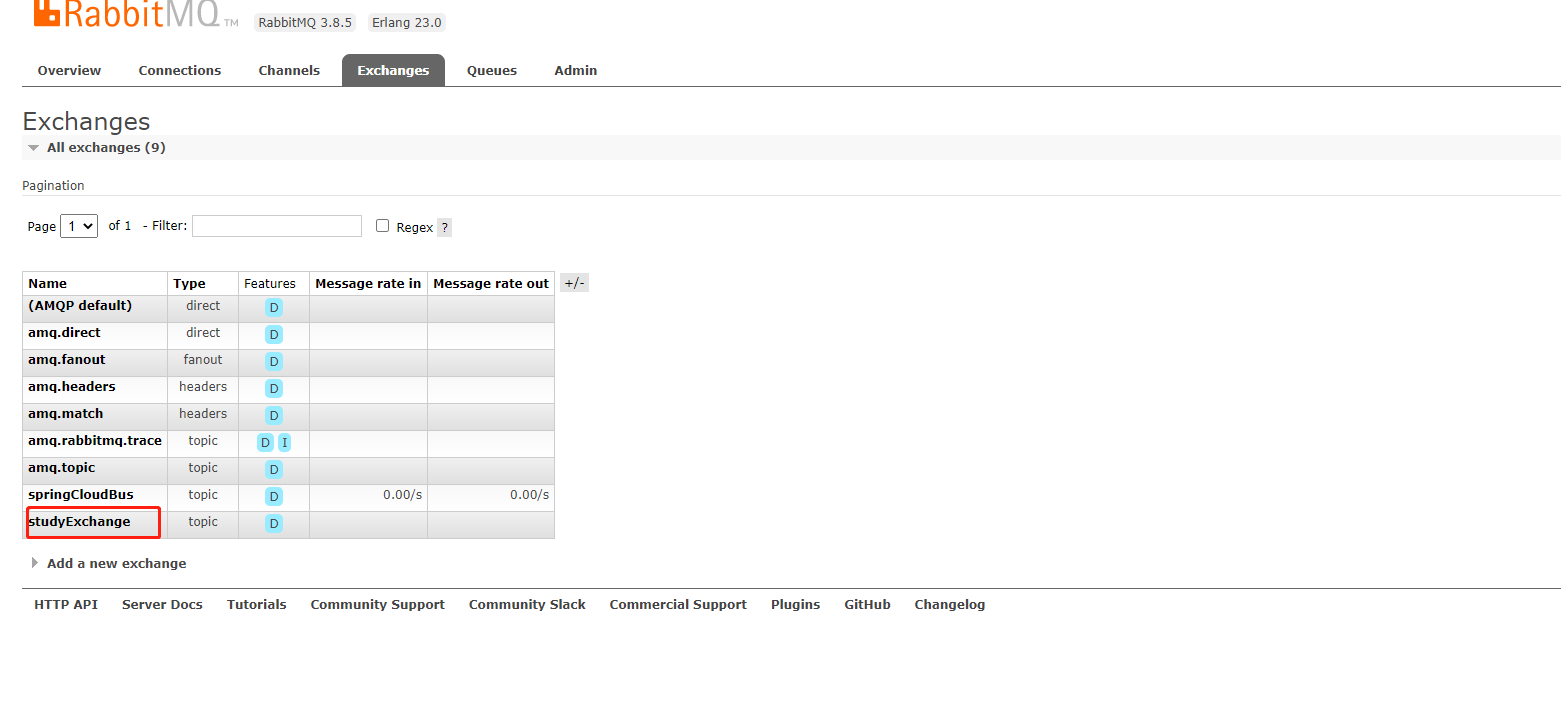 RabbitMQ TM RabbitMQ 3.8.5 Erlang 23.0
Overview Connections Channels Exchanges Queues Admin
Exchanges
All exchanges (9)
Pagination
Page 1 of 1 - Filter: Regex ?
Name Type Features Message rate in Message rate out +/-
(AMQP default) direct D
amq.direct direct D
amq.fanout fanout D
amq.headers headers D
amq.match headers D
amq.rabbitmq.trace topic D I
amq.topic topic D
springCloudBus topic D 0.00/s 0.00/s
studyExchange topic D
Add a new exchange
HTTP API Server Docs Tutorials Community Support Community Slack Commercial Support Plugins GitHub Changelog